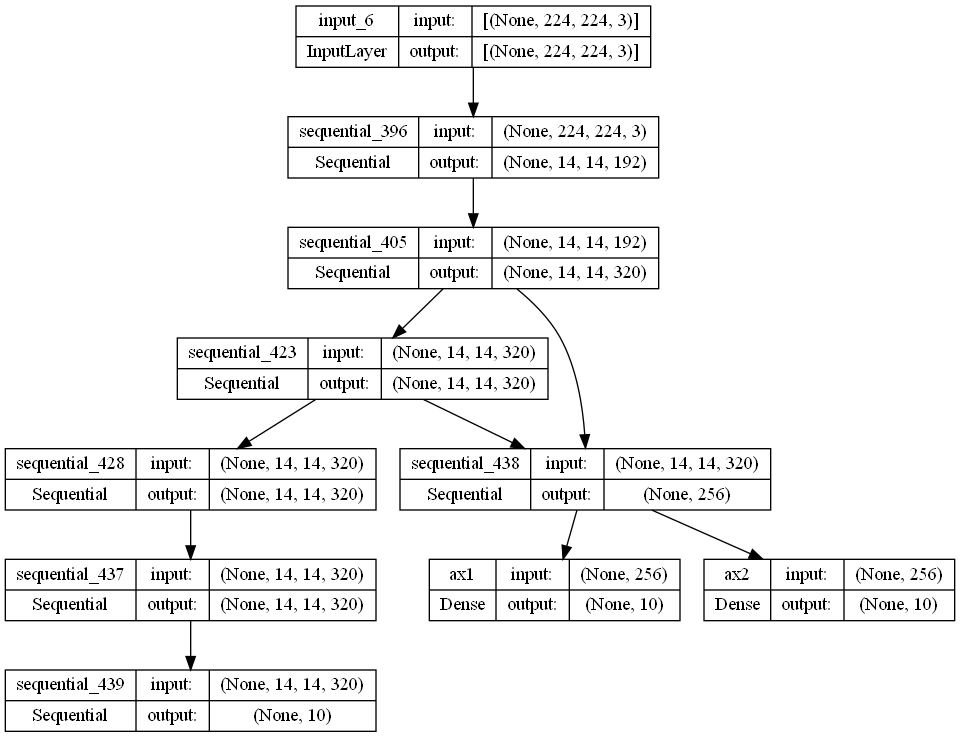 input_6 input: [(None, 224, 224, 3)]
InputLayer output: [(None, 224, 224, 3)]
sequential_396 input: (None, 224, 224, 3)
Sequential output: (None, 14, 14, 192)
sequential_405 input: (None, 14, 14, 192)
Sequential output: (None, 14, 14, 320)
sequential_423 input: (None, 14, 14, 320)
Sequential output: (None, 14, 14, 320)
sequential_428 input: (None, 14, 14, 320)
Sequential output: (None, 14, 14, 320)
sequential_438 input: (None, 14, 14, 320)
Sequential output: (None, 256)
sequential_437 input: (None, 14, 14, 320)
Sequential output: (None, 14, 14, 320)
ax1 input: (None, 256)
Dense output: (None, 10)
ax2 input: (None, 256)
Dense output: (None, 10)
sequential_439 input: (None, 14, 14, 320)
Sequential output: (None, 10)